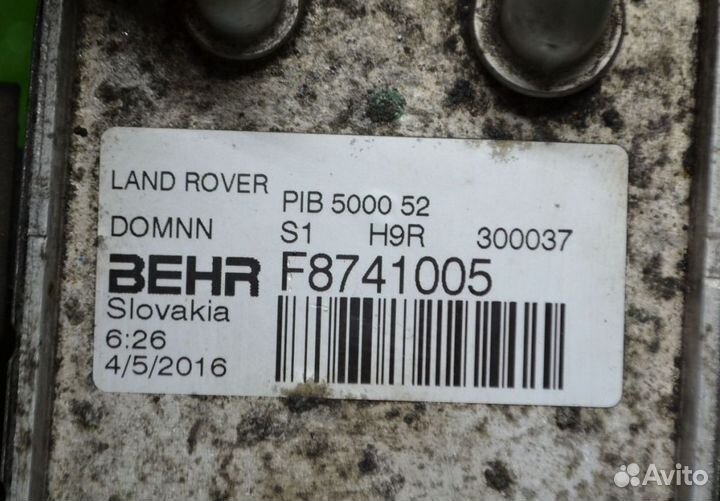 LAND ROVER PIB 5000 52
DOMNN S1 H9R 300037
BEHR F8741005
Slovakia
6:26
4/5/2016
Avito